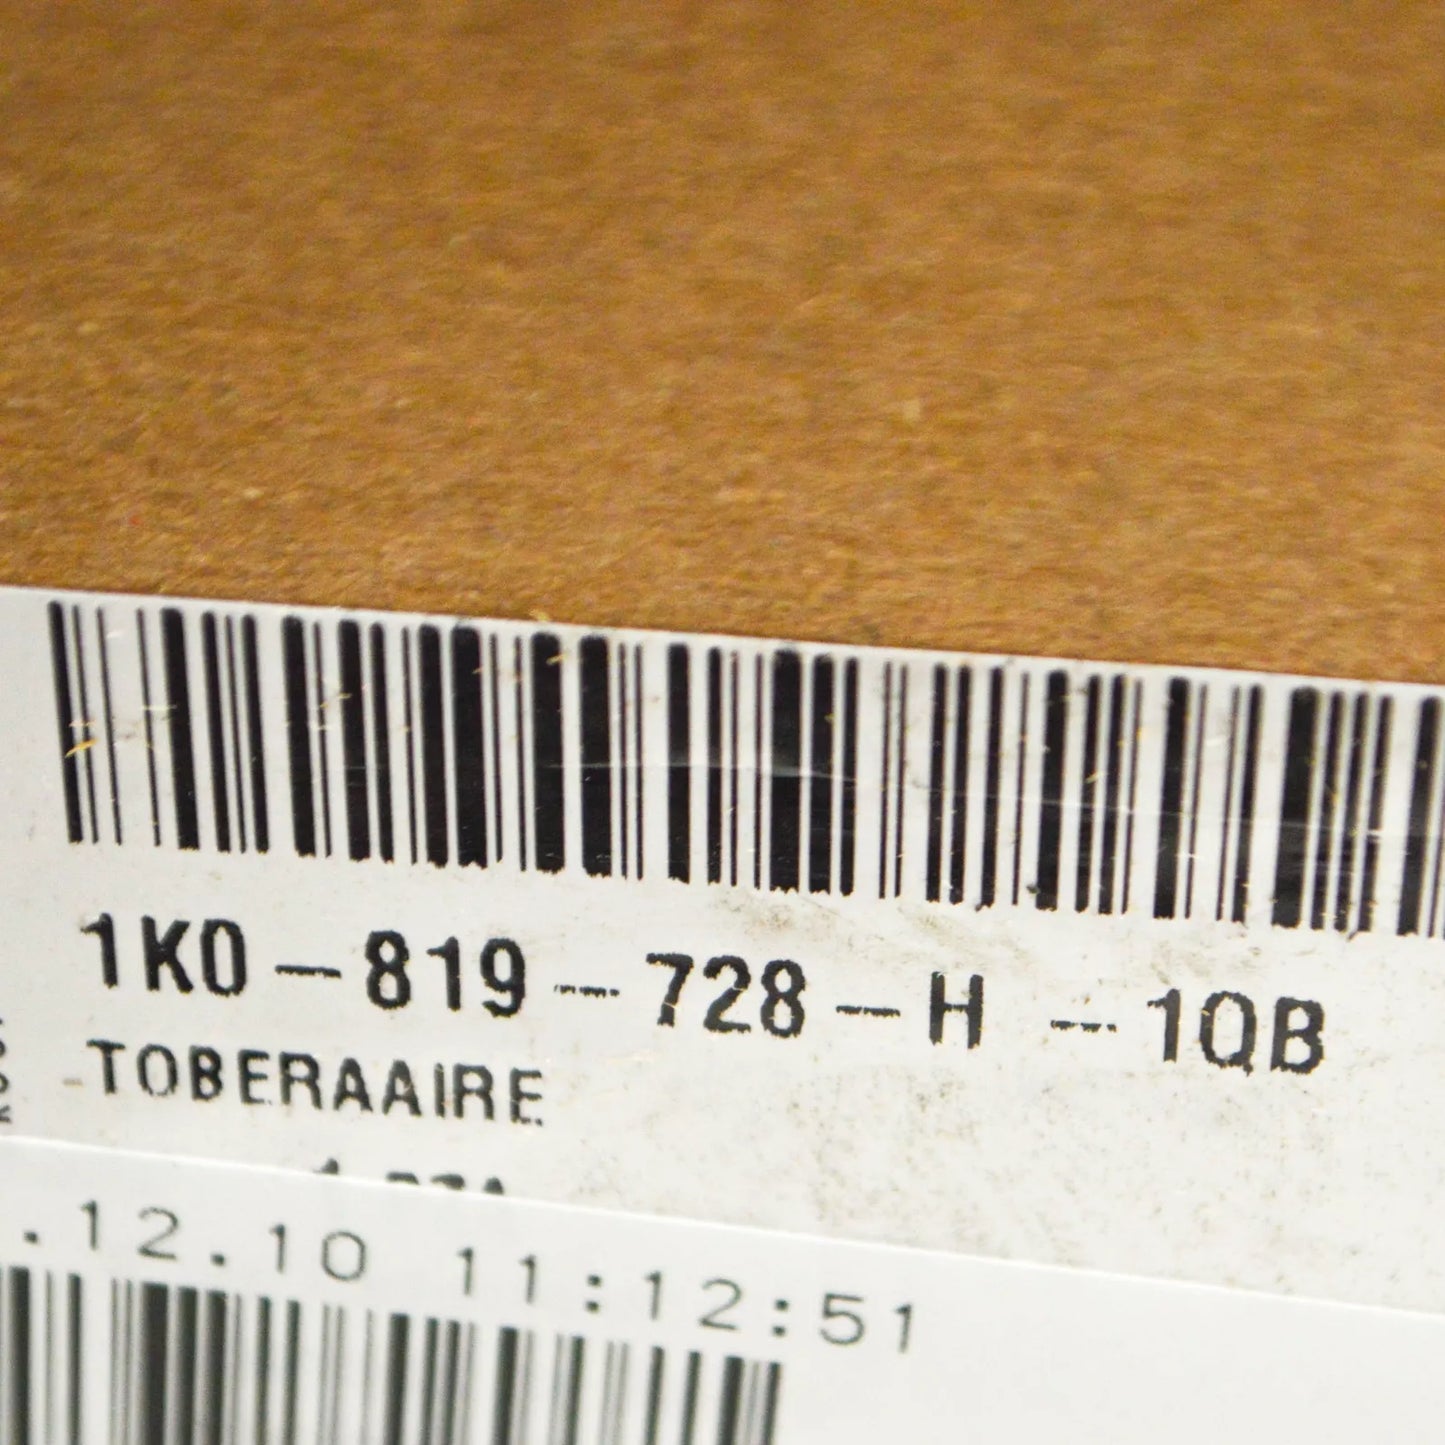 1K0-819-728-H -1QB
TOBERAAIRE
.12.10 11:12:51